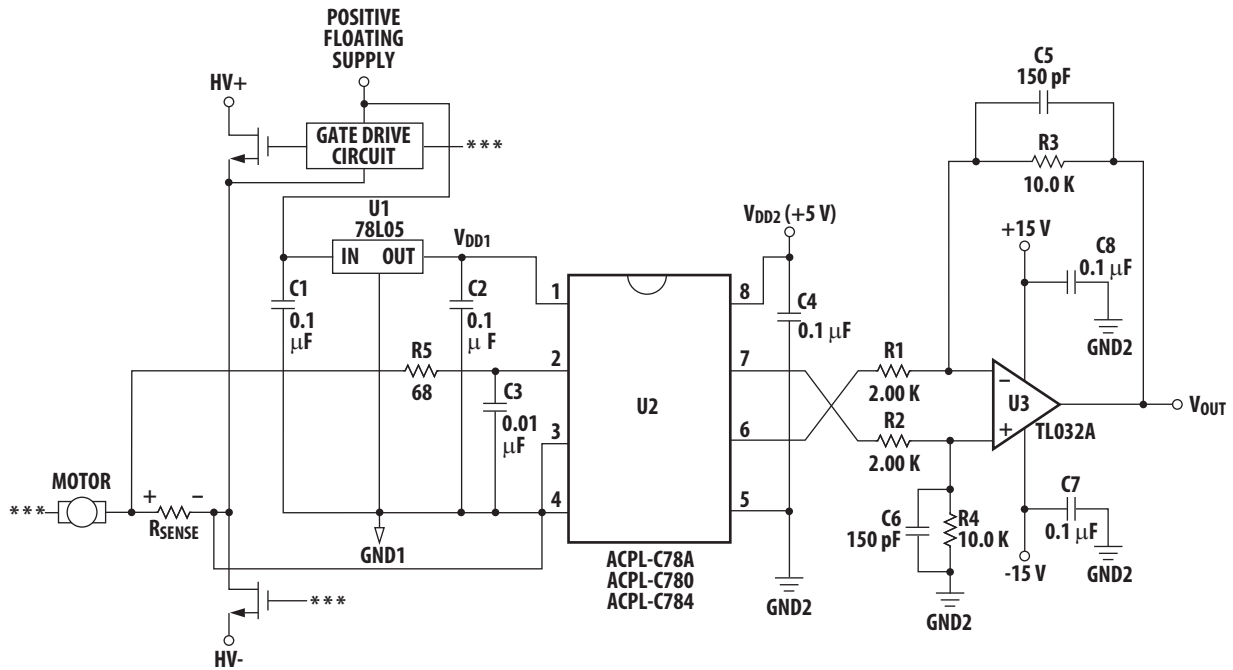 POSITIVE
FLOATING
SUPPLY
HV+
GATE DRIVE
CIRCUIT
***
U1
78L05
IN OUT
VDD1
C1
0.1
μF
C2
0.1
μF
R5
68
C3
0.01
μF
MOTOR
***
+ -
RSENSE
GND1
***
HV-
1
2
3
4
U2
8
7
6
5
ACPL-C78A
ACPL-C780
ACPL-C784
VDD2 (+5 V)
C4
0.1 μF
GND2
R1
2.00 K
R2
2.00 K
C5
150 pF
R3
10.0 K
+15 V
C8
0.1 μF
GND2
−
U3
+
TL032A
VOUT
C6
150 pF
R4
10.0 K
GND2
C7
0.1 μF
-15 V
GND2